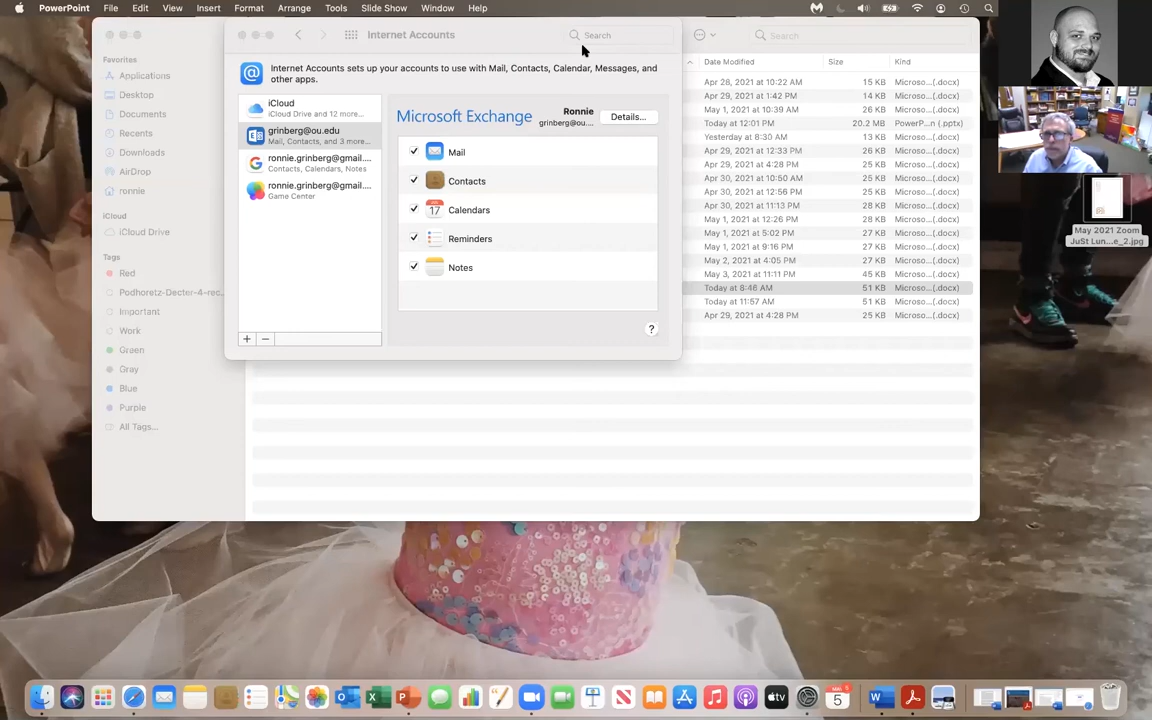 PowerPoint File Edit View Insert Format Arrange Tools Slide Show Window Help
Internet Accounts
Search
Search
Internet Accounts sets up your accounts to use with Mail, Contacts, Calendar, Messages, and
other apps.
iCloud
iCloud Drive and 12 more...
grinberg@ou.edu
Mail, Contacts, and 3 more...
ronnie.grinberg@gmail....
Contacts, Calendars, Notes
ronnie.grinberg@gmail....
Game Center
+ −
Microsoft Exchange
Ronnie
grinberg@ou....
Details...
Mail
Contacts
Calendars
Reminders
Notes
?
Favorites
Applications
Desktop
Documents
Recents
Downloads
AirDrop
ronnie
iCloud
iCloud Drive
Tags
Red
Podhoretz-Decter-4-rec...
Important
Work
Green
Gray
Blue
Purple
All Tags...
Date Modified Size Kind
Apr 28, 2021 at 10:22 AM 15 KB Microso...(.docx)
Apr 29, 2021 at 1:42 PM 14 KB Microso...(.docx)
May 1, 2021 at 10:39 AM 26 KB Microso...(.docx)
Today at 12:01 PM 20.2 MB PowerP...n (.pptx)
Yesterday at 8:30 AM 13 KB Microso...(.docx)
Apr 29, 2021 at 12:33 PM 26 KB Microso...(.docx)
Apr 29, 2021 at 4:28 PM 25 KB Microso...(.docx)
Apr 30, 2021 at 10:50 AM 26 KB Microso...(.docx)
Apr 30, 2021 at 12:56 PM 28 KB Microso...(.docx)
Apr 30, 2021 at 11:13 PM 28 KB Microso...(.docx)
May 1, 2021 at 12:26 PM 28 KB Microso...(.docx)
May 1, 2021 at 5:02 PM 27 KB Microso...(.docx)
May 1, 2021 at 9:16 PM 27 KB Microso...(.docx)
May 2, 2021 at 4:05 PM 27 KB Microso...(.docx)
May 3, 2021 at 11:11 PM 45 KB Microso...(.docx)
Today at 8:46 AM 51 KB Microso...(.docx)
Today at 11:57 AM 51 KB Microso...(.docx)
Apr 29, 2021 at 4:28 PM 25 KB Microso...(.docx)
May 2021 Zoom
JuSt Lun...e_2.jpg
tv
5